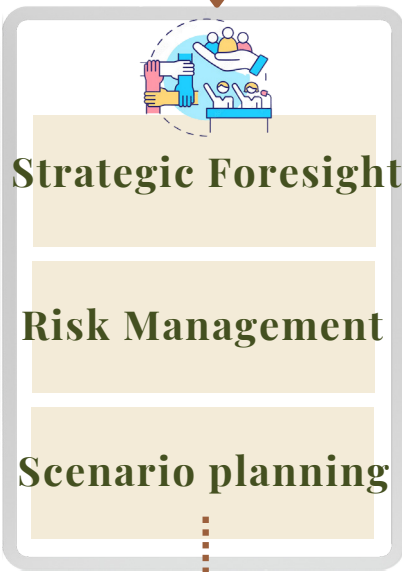 Strategic Foresight
Risk Management
Scenario planning